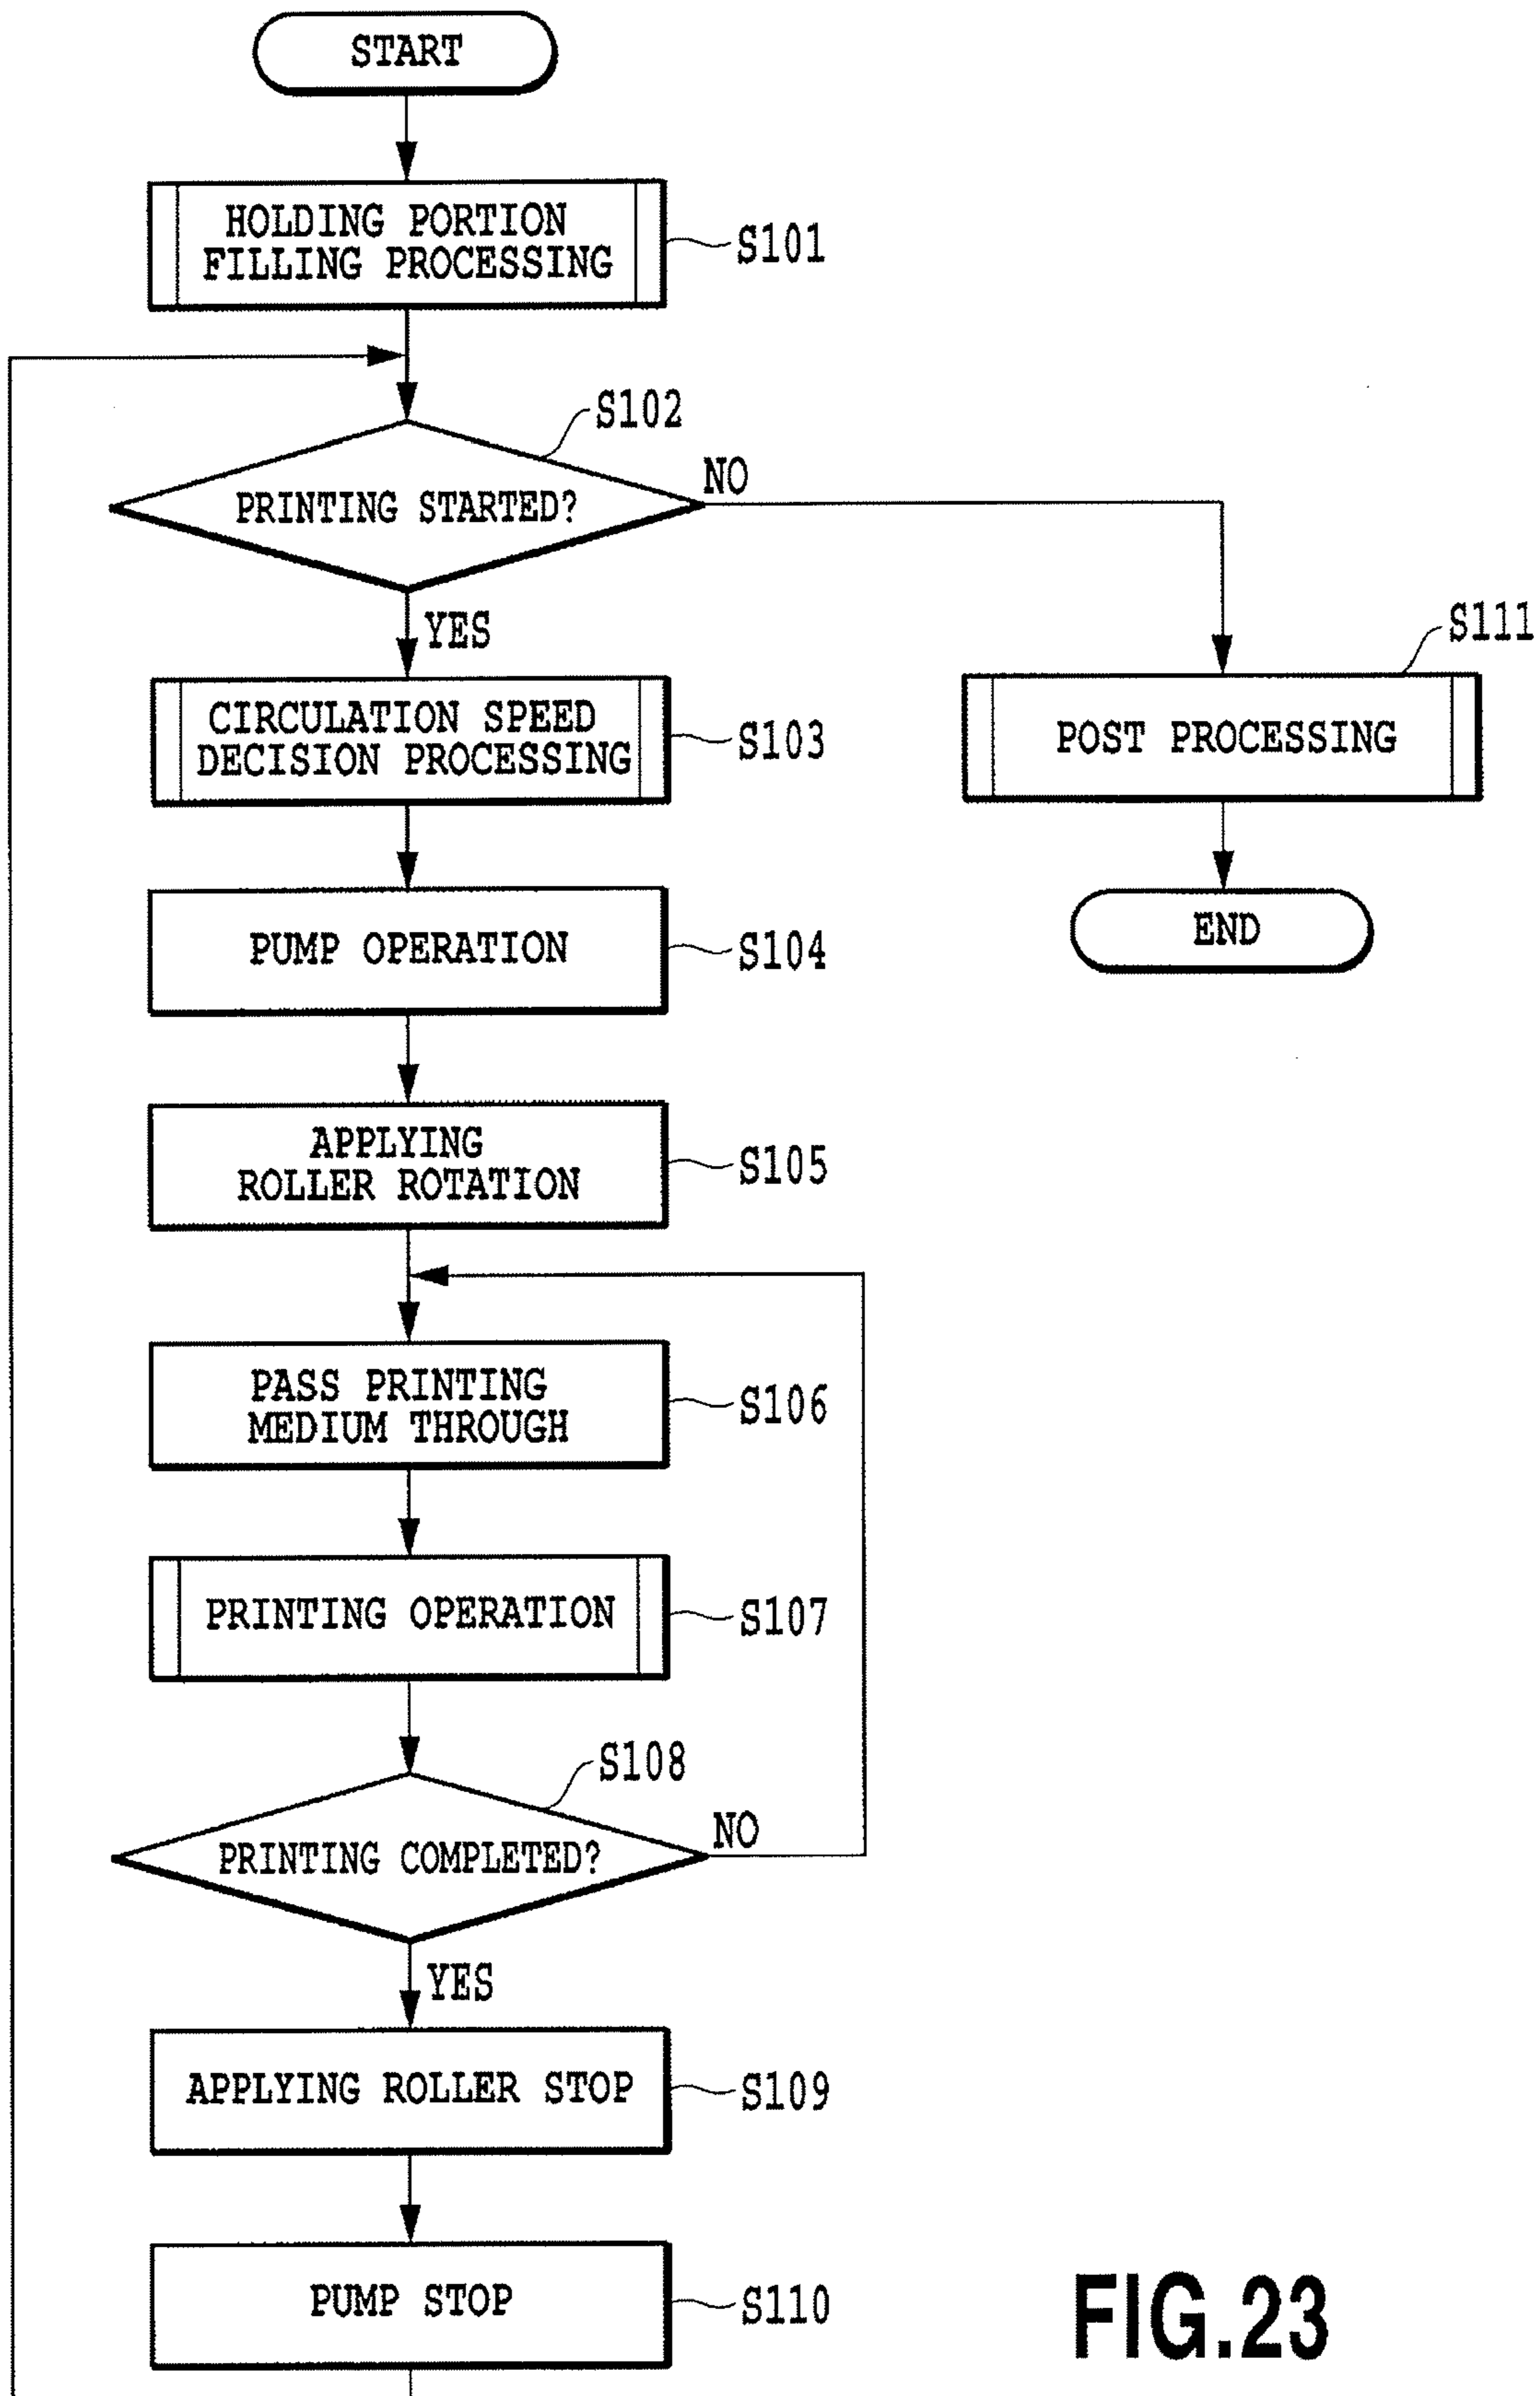 START
HOLDING PORTION
FILLING PROCESSING
S101
S102
PRINTING STARTED?
NO
YES
CIRCULATION SPEED
DECISION PROCESSING
S103
S111
POST PROCESSING
PUMP OPERATION
S104
END
APPLYING
ROLLER ROTATION
S105
PASS PRINTING
MEDIUM THROUGH
S106
PRINTING OPERATION
S107
S108
PRINTING COMPLETED?
NO
YES
APPLYING ROLLER STOP
S109
PUMP STOP
S110
FIG.23